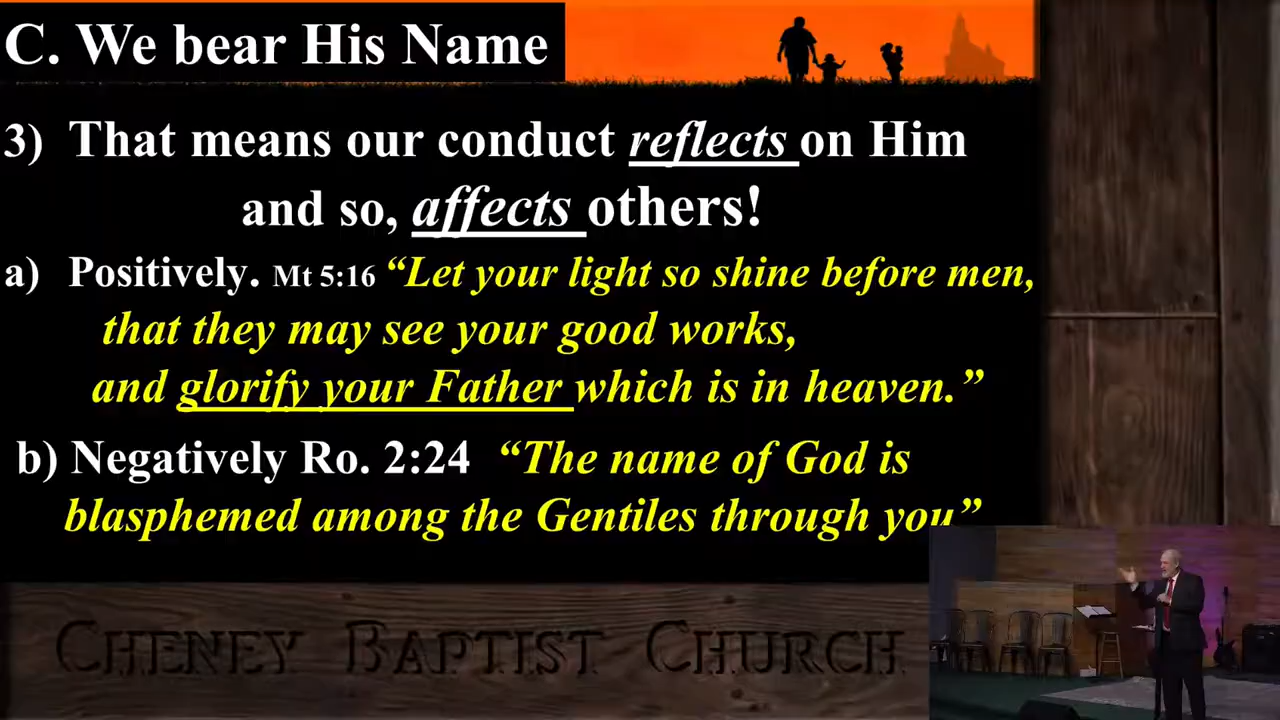 C. We bear His Name
3) That means our conduct reflects on Him
and so, affects others!
a) Positively. Mt 5:16 “Let your light so shine before men,
that they may see your good works,
and glorify your Father which is in heaven.”
b) Negatively Ro. 2:24 “The name of God is
blasphemed among the Gentiles through you”
CHENEY BAPTIST CHURCH